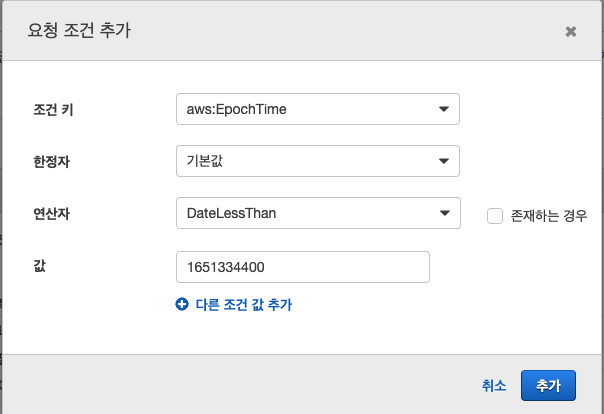 요청 조건 추가
조건 키 aws:EpochTime
한정자 기본값
연산자 DateLessThan 존재하는 경우
값 1651334400
다른 조건 값 추가
취소 추가